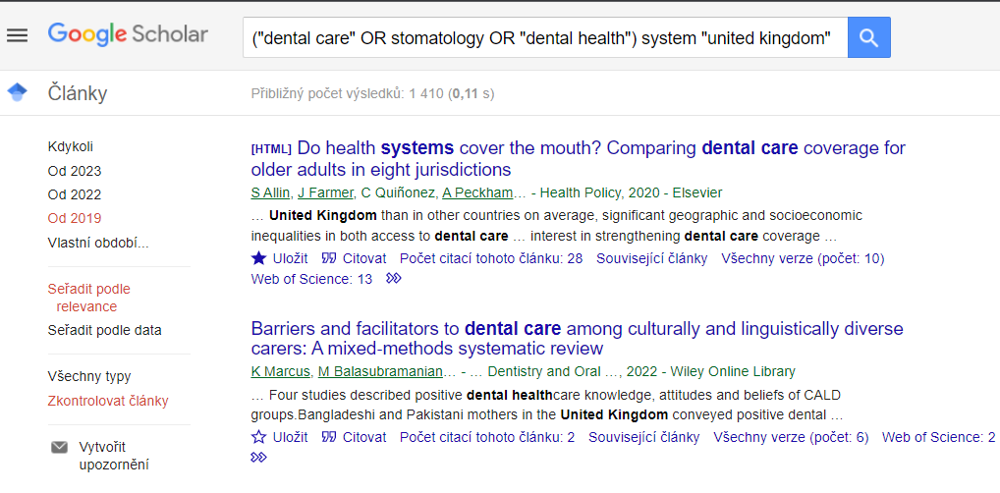 Google Scholar
("dental care" OR stomatology OR "dental health") system "united kingdom"
Články
Přibližný počet výsledků: 1 410 (0,11 s)
Kdykoli
Od 2023
Od 2022
Od 2019
Vlastní období...
Seřadit podle
relevance
Seřadit podle data
Všechny typy
Zkontrolovat články
Vytvořit
upozornění
[HTML] Do health systems cover the mouth? Comparing dental care coverage for
older adults in eight jurisdictions
S Allin, J Farmer, C Quiñonez, A Peckham… - Health Policy, 2020 - Elsevier
… United Kingdom than in other countries on average, significant geographic and socioeconomic
inequalities in both access to dental care … interest in strengthening dental care coverage …
Uložit Citovat Počet citací tohoto článku: 28 Související články Všechny verze (počet: 10)
Web of Science: 13
Barriers and facilitators to dental care among culturally and linguistically diverse
carers: A mixed‐methods systematic review
K Marcus, M Balasubramanian… - … Dentistry and Oral …, 2022 - Wiley Online Library
… Four studies described positive dental healthcare knowledge, attitudes and beliefs of CALD
groups.Bangladeshi and Pakistani mothers in the United Kingdom conveyed positive dental …
Uložit Citovat Počet citací tohoto článku: 2 Související články Všechny verze (počet: 6) Web of Science: 2